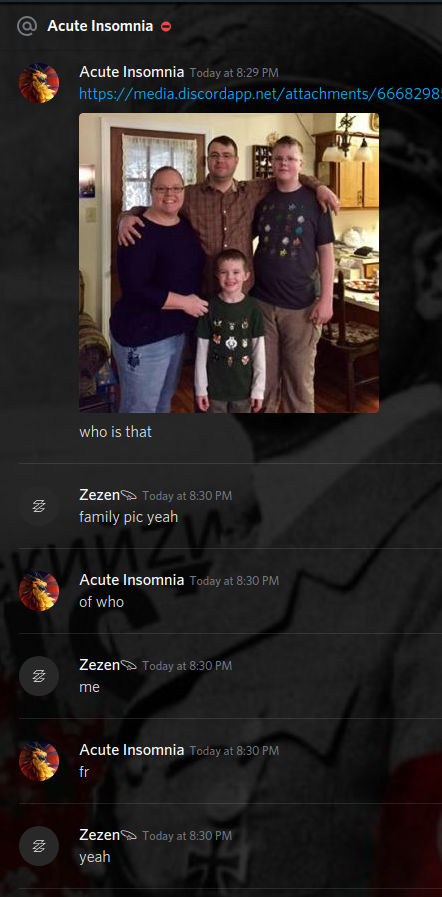 @ Acute Insomnia
Acute Insomnia Today at 8:29 PM
https://media.discordapp.net/attachments/6668298
who is that
Zezen Today at 8:30 PM
family pic yeah
Acute Insomnia Today at 8:30 PM
of who
Zezen Today at 8:30 PM
me
Acute Insomnia Today at 8:30 PM
fr
Zezen Today at 8:30 PM
yeah